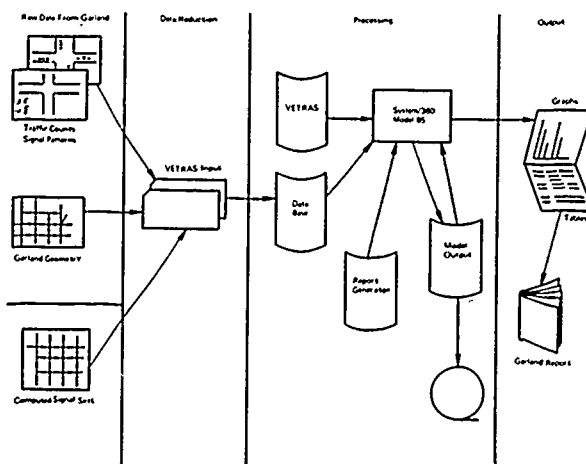 Raw Data From Garland
Data Reduction
Processing
Output
Traffic Counts
Signal Patterns
Garland Geometry
Computed Signal Sets
VETRAS Input
VETRAS
Data
Base
System/360
Model 85
Report
Generator
Model
Output
Graphs
Tables
Garland Report